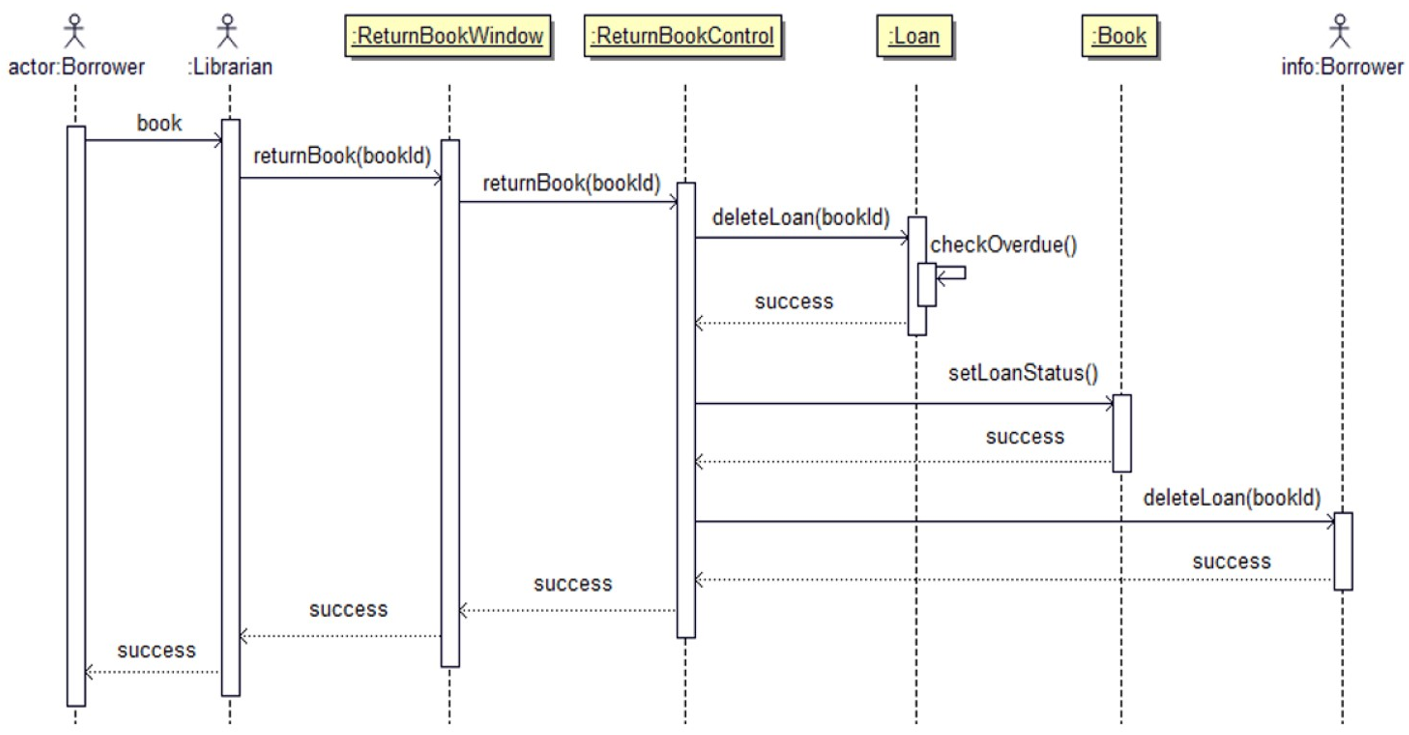 :ReturnBookWindow
:ReturnBookControl
:Loan
:Book
actor:Borrower
:Librarian
info:Borrower
book
returnBook(bookId)
returnBook(bookId)
deleteLoan(bookId)
checkOverdue()
success
setLoanStatus()
success
deleteLoan(bookId)
success
success
success
success